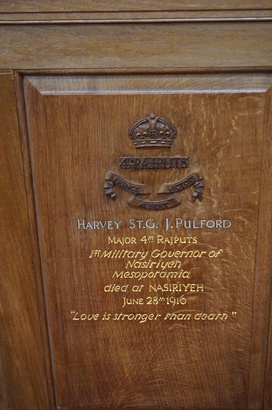 4TH RAJPUTS
HARVEY ST.G. J. PULFORD
MAJOR 4TH RAJPUTS
1ST Military Governor of
Nasiriyeh
Mesopotamia
died at NASIRIYEH
JUNE 28TH 1916
"Love is stronger than death"